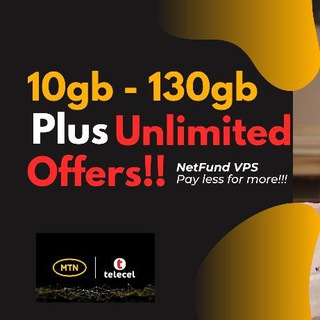 10gb - 130gb
Plus Unlimited
Offers!!
NetFund VPS
Pay less for more!!!
MTN
t
telecel